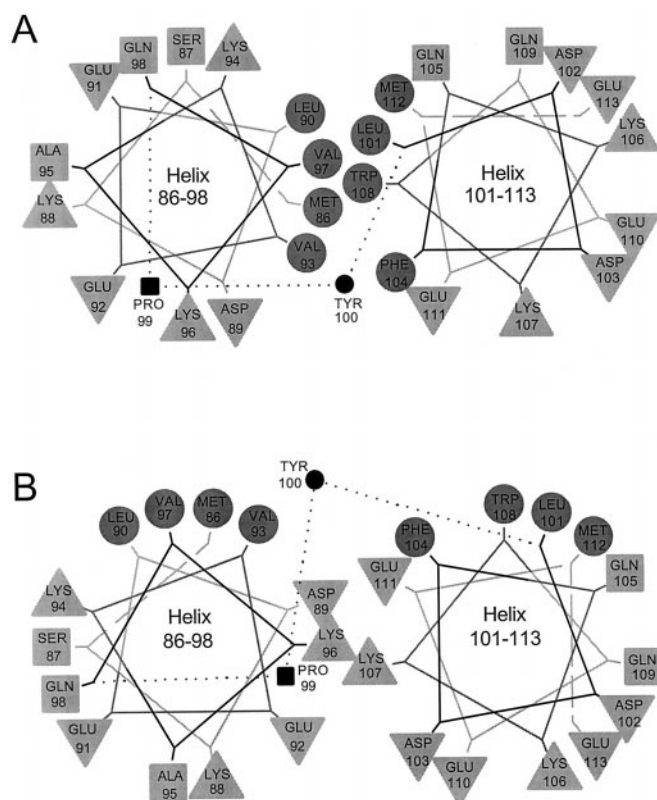 A
GLN
98
SER
87
LYS
94
GLU
91
LEU
90
VAL
97
MET
86
VAL
93
ALA
95
LYS
88
Helix
86-98
GLU
92
PRO
99
LYS
96
ASP
89
TYR
100
GLN
105
GLN
109
ASP
102
MET
112
GLU
113
LEU
101
LYS
106
TRP
108
Helix
101-113
GLU
110
ASP
103
PHE
104
GLU
111
LYS
107
B
TYR
100
LEU
90
VAL
97
MET
86
VAL
93
LYS
94
ASP
89
SER
87
Helix
86-98
LYS
96
GLN
98
PRO
99
GLU
91
GLU
92
ALA
95
LYS
88
TRP
108
LEU
101
PHE
104
MET
112
GLU
111
GLN
105
Helix
101-113
LYS
107
GLN
109
ASP
102
ASP
103
GLU
110
LYS
106
GLU
113